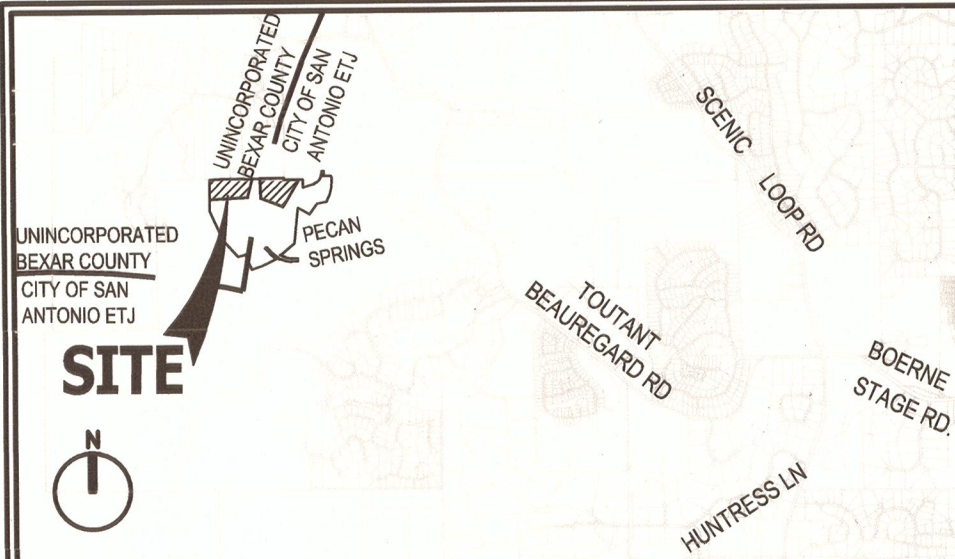 UNINCORPORATED
BEXAR COUNTY
CITY OF SAN
ANTONIO ETJ
SCENIC
LOOP RD
UNINCORPORATED
BEXAR COUNTY
CITY OF SAN
ANTONIO ETJ
PECAN
SPRINGS
SITE
N
TOUTANT
BEAUREGARD RD
BOERNE
STAGE RD.
HUNTRESS LN